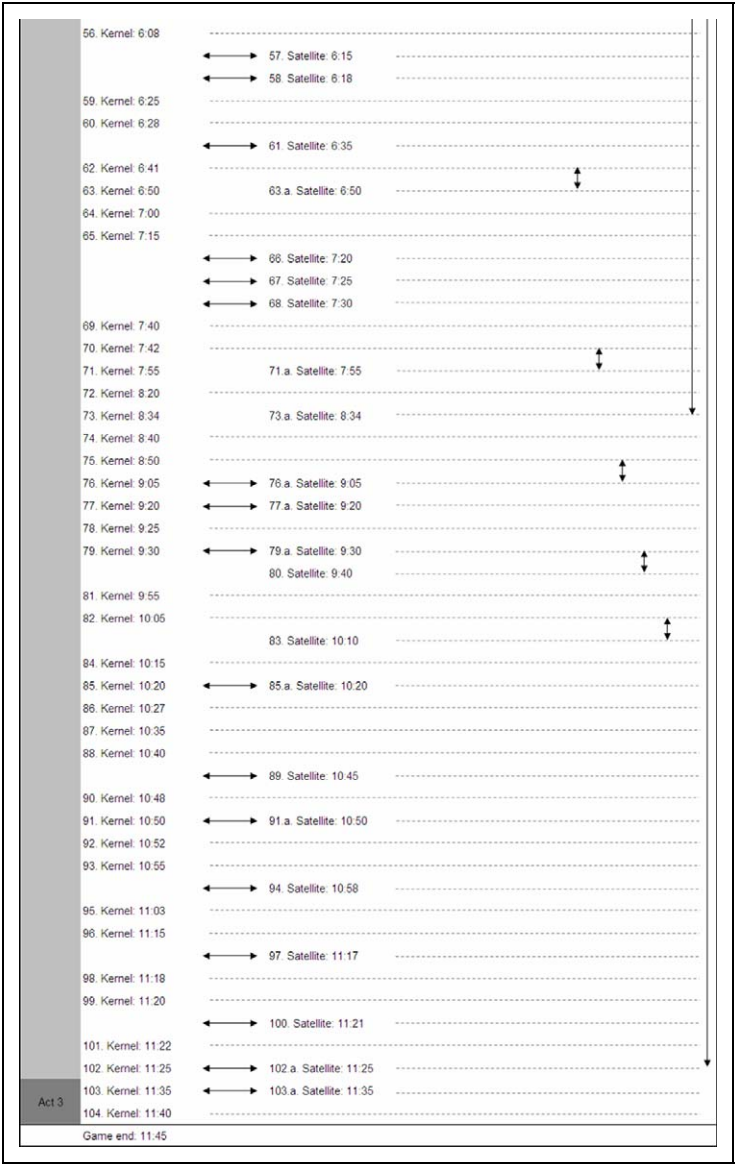 56. Kernel: 6:08
57. Satellite: 6:15
58. Satellite: 6:18
59. Kernel: 6:25
60. Kernel: 6:28
61. Satellite: 6:35
62. Kernel: 6:41
63. Kernel: 6:50 63.a. Satellite: 6:50
64. Kernel: 7:00
65. Kernel: 7:15
66. Satellite: 7:20
67. Satellite: 7:25
68. Satellite: 7:30
69. Kernel: 7:40
70. Kernel: 7:42
71. Kernel: 7:55 71.a. Satellite: 7:55
72. Kernel: 8:20
73. Kernel: 8:34 73.a. Satellite: 8:34
74. Kernel: 8:40
75. Kernel: 8:50
76. Kernel: 9:05 76.a. Satellite: 9:05
77. Kernel: 9:20 77.a. Satellite: 9:20
78. Kernel: 9:25
79. Kernel: 9:30 79.a. Satellite: 9:30
80. Satellite: 9:40
81. Kernel: 9:55
82. Kernel: 10:05
83. Satellite: 10:10
84. Kernel: 10:15
85. Kernel: 10:20 85.a. Satellite: 10:20
86. Kernel: 10:27
87. Kernel: 10:35
88. Kernel: 10:40
89. Satellite: 10:45
90. Kernel: 10:48
91. Kernel: 10:50 91.a. Satellite: 10:50
92. Kernel: 10:52
93. Kernel: 10:55
94. Satellite: 10:58
95. Kernel: 11:03
96. Kernel: 11:15
97. Satellite: 11:17
98. Kernel: 11:18
99. Kernel: 11:20
100. Satellite: 11:21
101. Kernel: 11:22
102. Kernel: 11:25 102.a. Satellite: 11:25
103. Kernel: 11:35 103.a. Satellite: 11:35
Act 3
104. Kernel: 11:40
Game end: 11:45